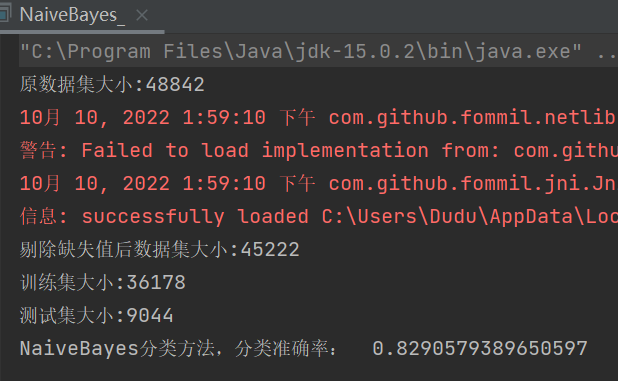 NaiveBayes_
"C:\Program Files\Java\jdk-15.0.2\bin\java.exe" ..
原数据集大小:48842
10月 10, 2022 1:59:10 下午 com.github.fommil.netlib
警告: Failed to load implementation from: com.githu
10月 10, 2022 1:59:10 下午 com.github.fommil.jni.Jn
信息: successfully loaded C:\Users\Dudu\AppData\Loc
剔除缺失值后数据集大小:45222
训练集大小:36178
测试集大小:9044
NaiveBayes分类方法，分类准确率： 0.8290579389650597